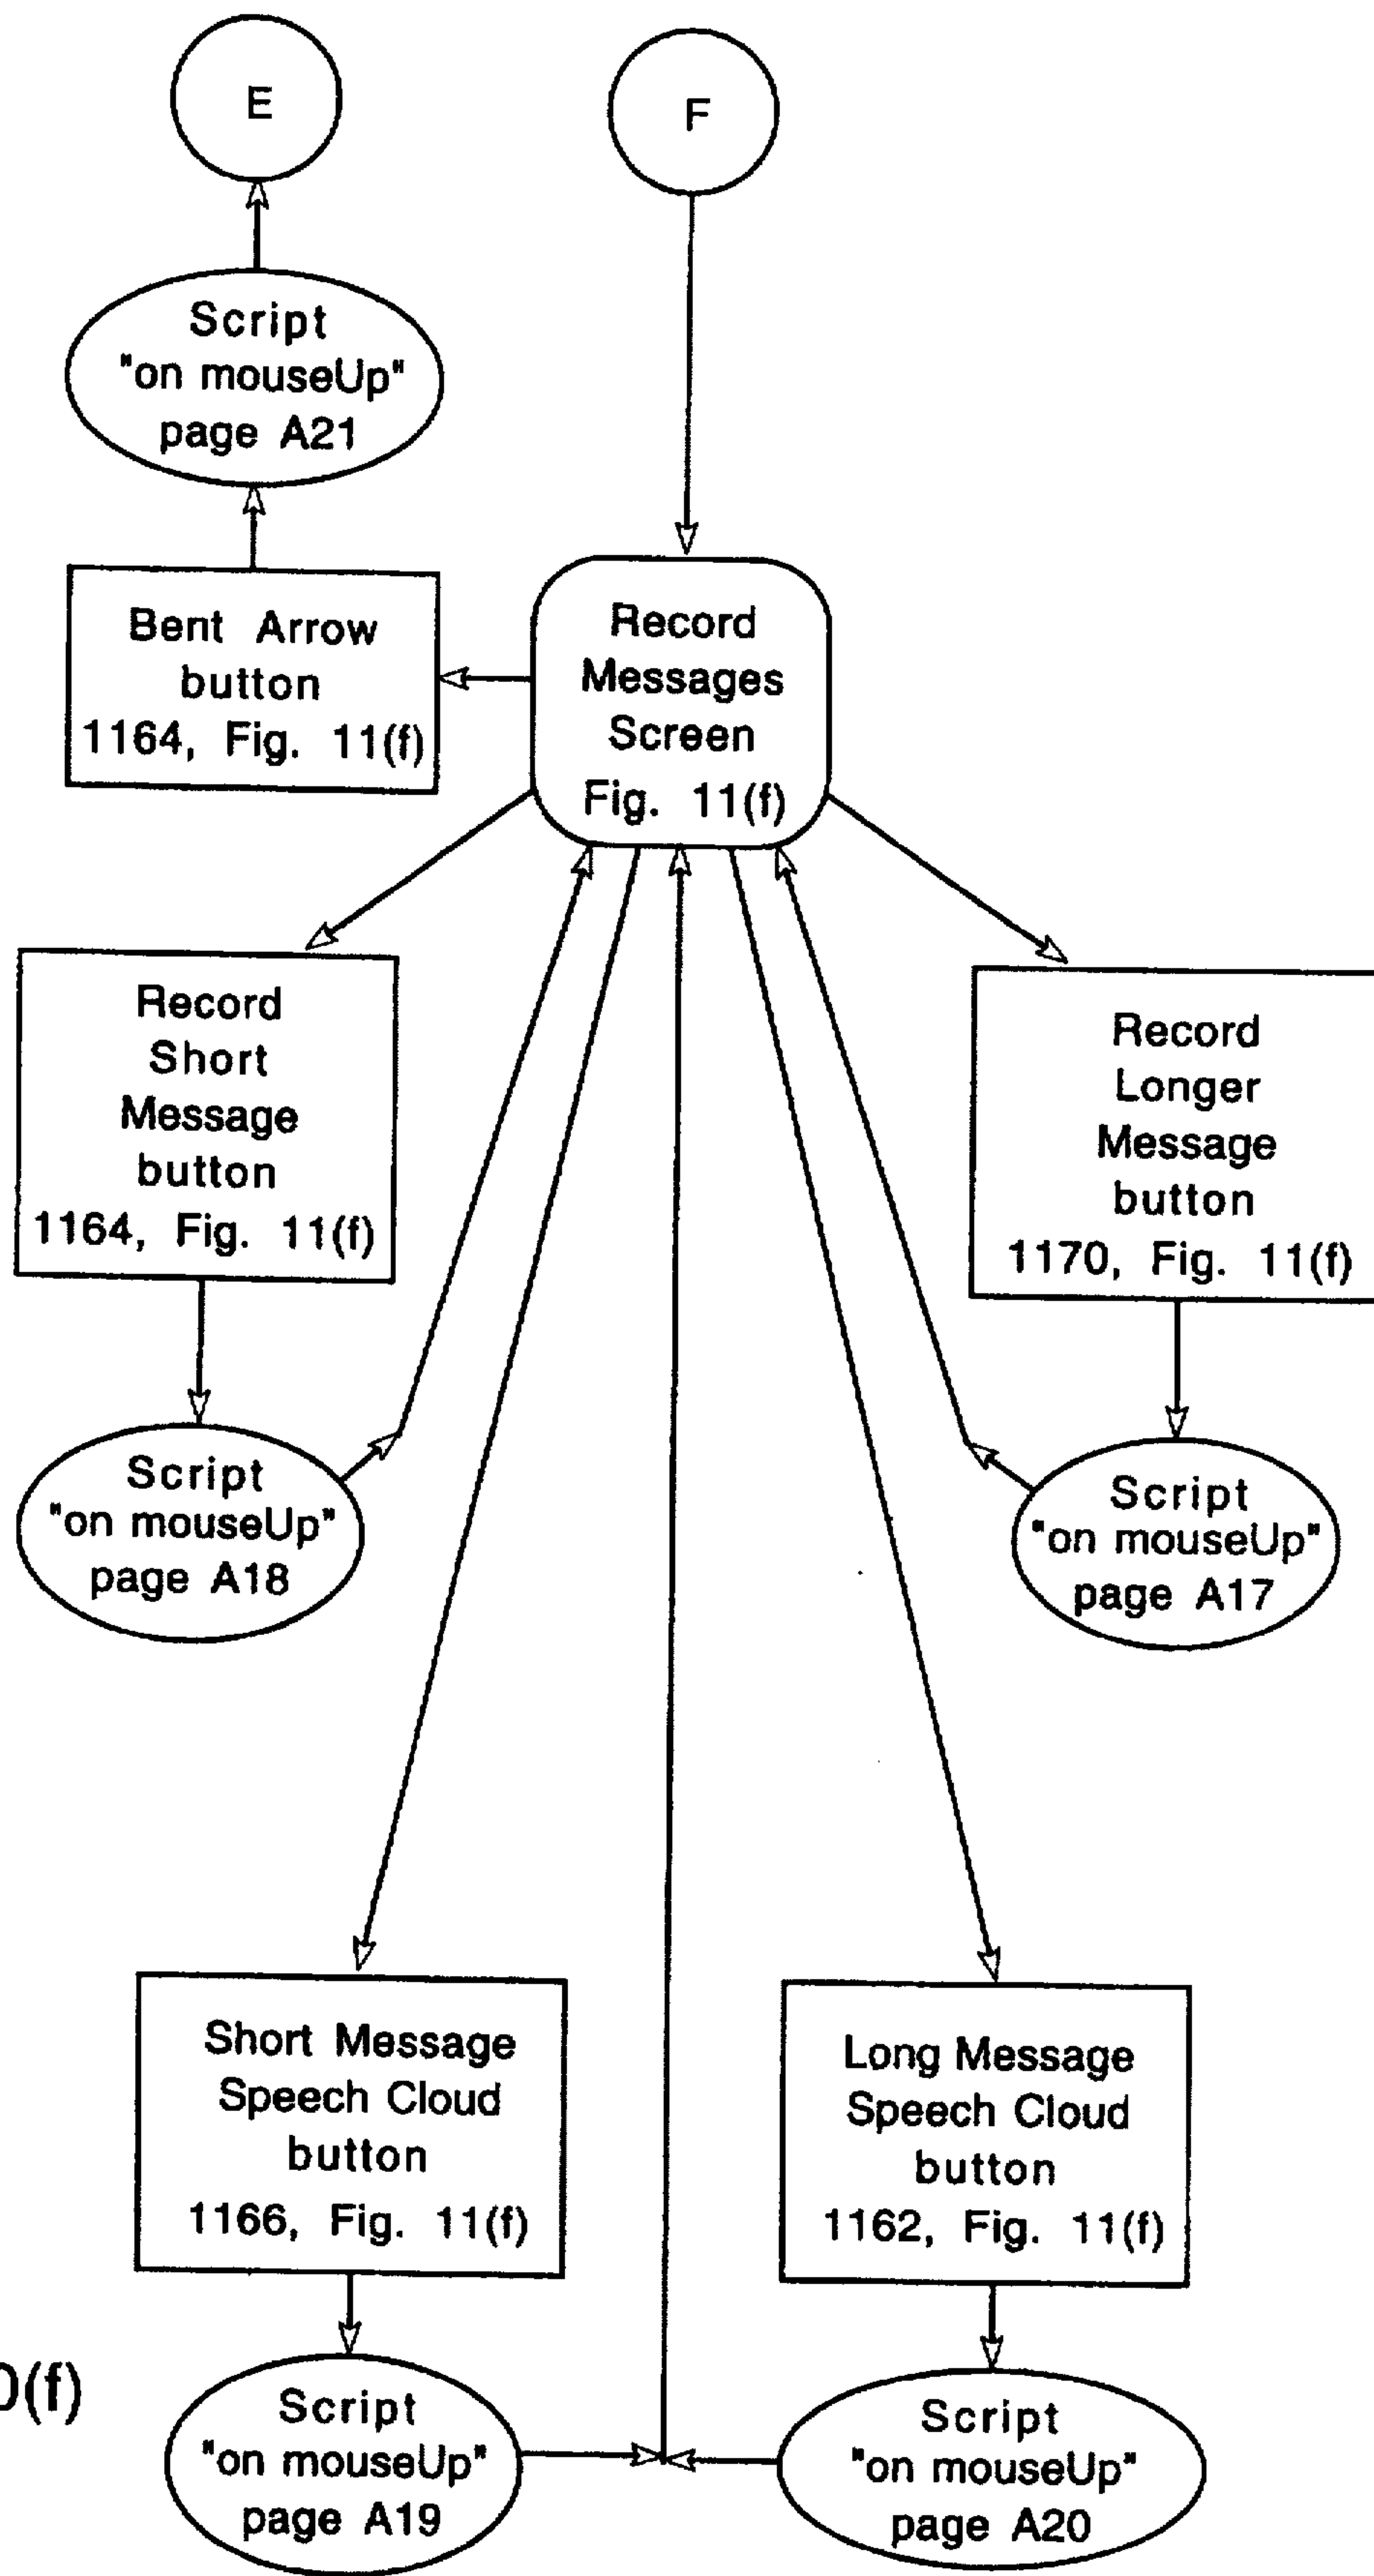 E
F
Script
"on mouseUp"
page A21
Bent Arrow
button
1164, Fig. 11(f)
Record
Messages
Screen
Fig. 11(f)
Record
Short
Message
button
1164, Fig. 11(f)
Record
Longer
Message
button
1170, Fig. 11(f)
Script
"on mouseUp"
page A18
Script
"on mouseUp"
page A17
Short Message
Speech Cloud
button
1166, Fig. 11(f)
Long Message
Speech Cloud
button
1162, Fig. 11(f)
Script
"on mouseUp"
page A19
Script
"on mouseUp"
page A20